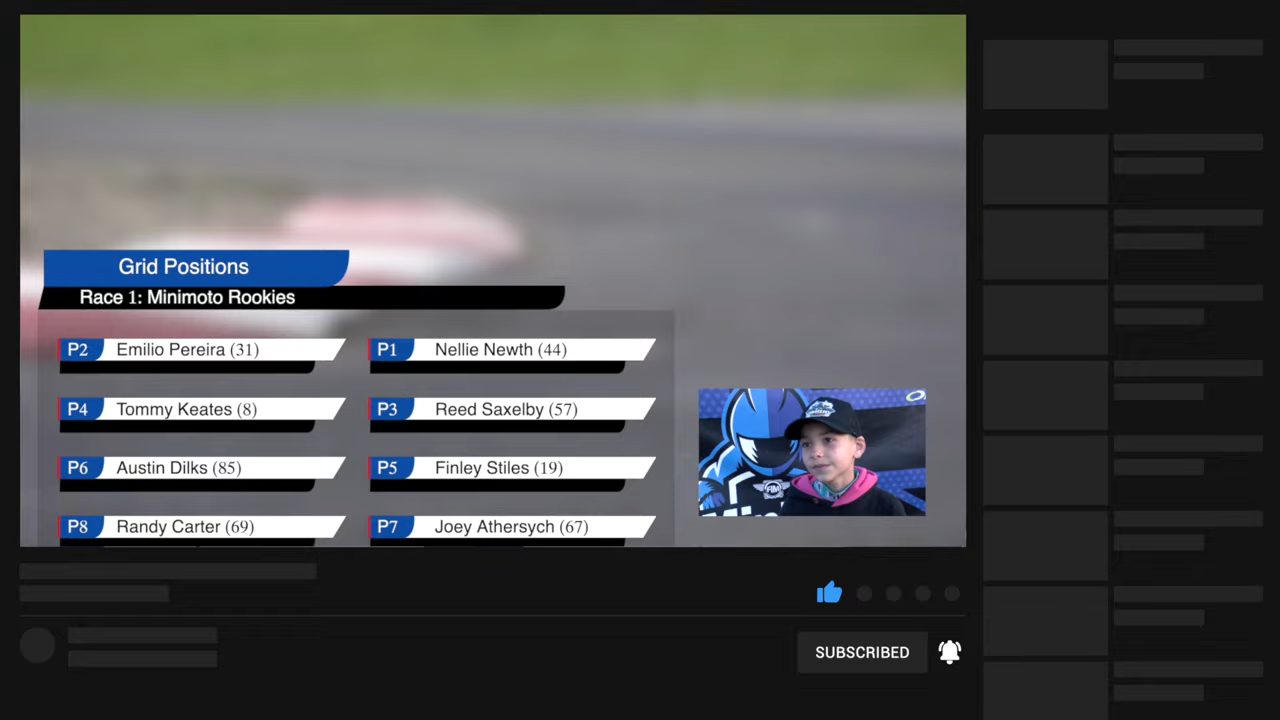 Grid Positions
Race 1: Minimoto Rookies
P2 Emilio Pereira (31)
P1 Nellie Newth (44)
P4 Tommy Keates (8)
P3 Reed Saxelby (57)
P6 Austin Dilks (85)
P5 Finley Stiles (19)
P8 Randy Carter (69)
P7 Joey Athersych (67)
FIM
SUBSCRIBED